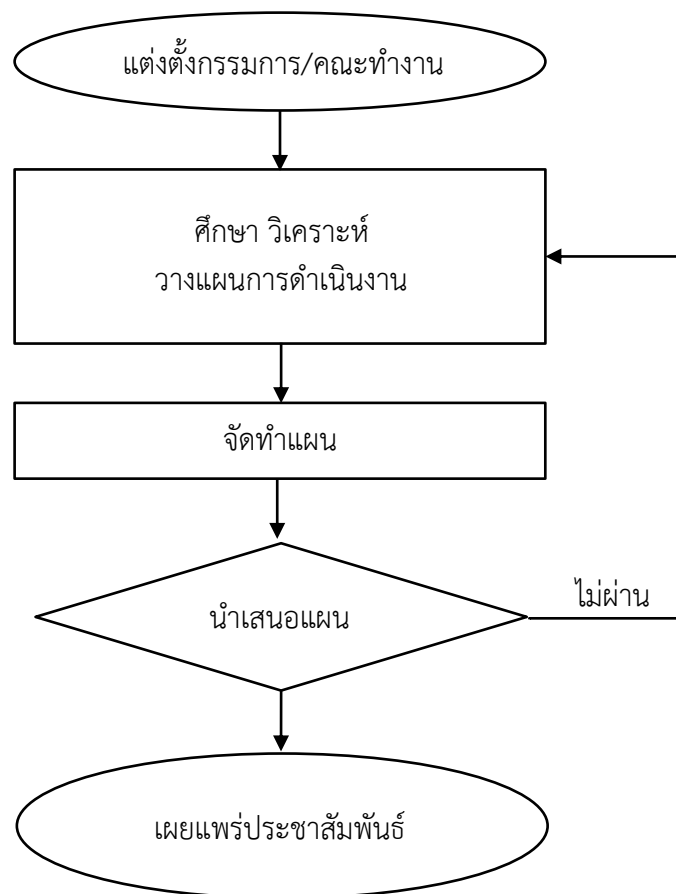 แต่งตั้งกรรมการ/คณะทำงาน
ศึกษา วิเคราะห์
วางแผนการดำเนินงาน
จัดทำแผน
นำเสนอแผน
ไม่ผ่าน
เผยแพร่ประชาสัมพันธ์